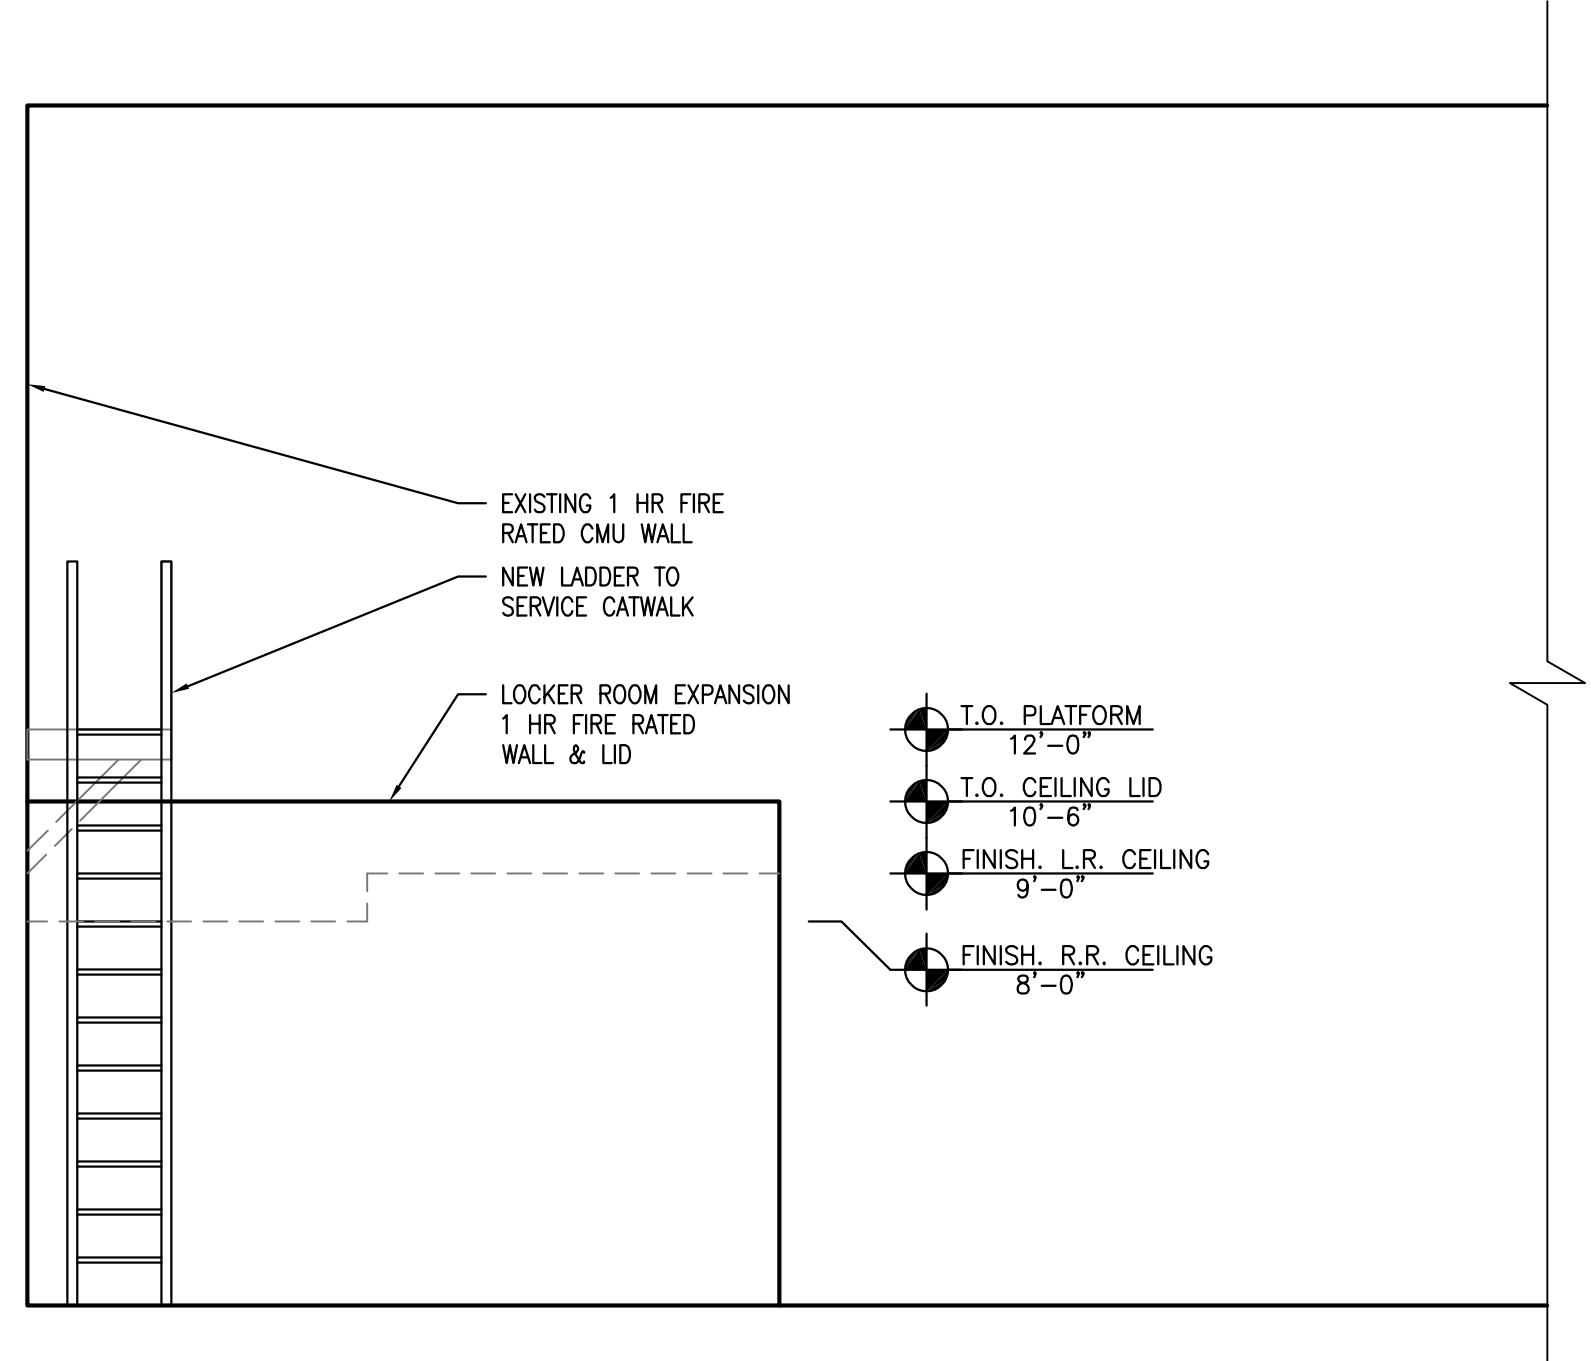 EXISTING 1 HR FIRE
RATED CMU WALL
NEW LADDER TO
SERVICE CATWALK
LOCKER ROOM EXPANSION
1 HR FIRE RATED
WALL & LID
T.O. PLATFORM
12'-0"
T.O. CEILING LID
10'-6"
FINISH. L.R. CEILING
9'-0"
FINISH. R.R. CEILING
8'-0"